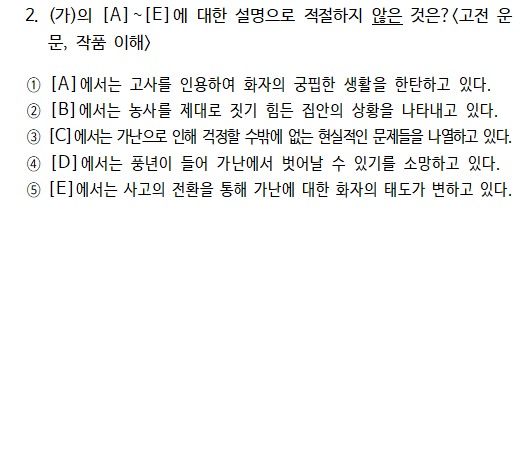 2. (가)의 [A]~[E]에 대한 설명으로 적절하지 않은 것은?〈고전 운
문, 작품 이해〉
① [A]에서는 고사를 인용하여 화자의 궁핍한 생활을 한탄하고 있다.
② [B]에서는 농사를 제대로 짓기 힘든 집안의 상황을 나타내고 있다.
③ [C]에서는 가난으로 인해 걱정할 수밖에 없는 현실적인 문제들을 나열하고 있다.
④ [D]에서는 풍년이 들어 가난에서 벗어날 수 있기를 소망하고 있다.
⑤ [E]에서는 사고의 전환을 통해 가난에 대한 화자의 태도가 변하고 있다.